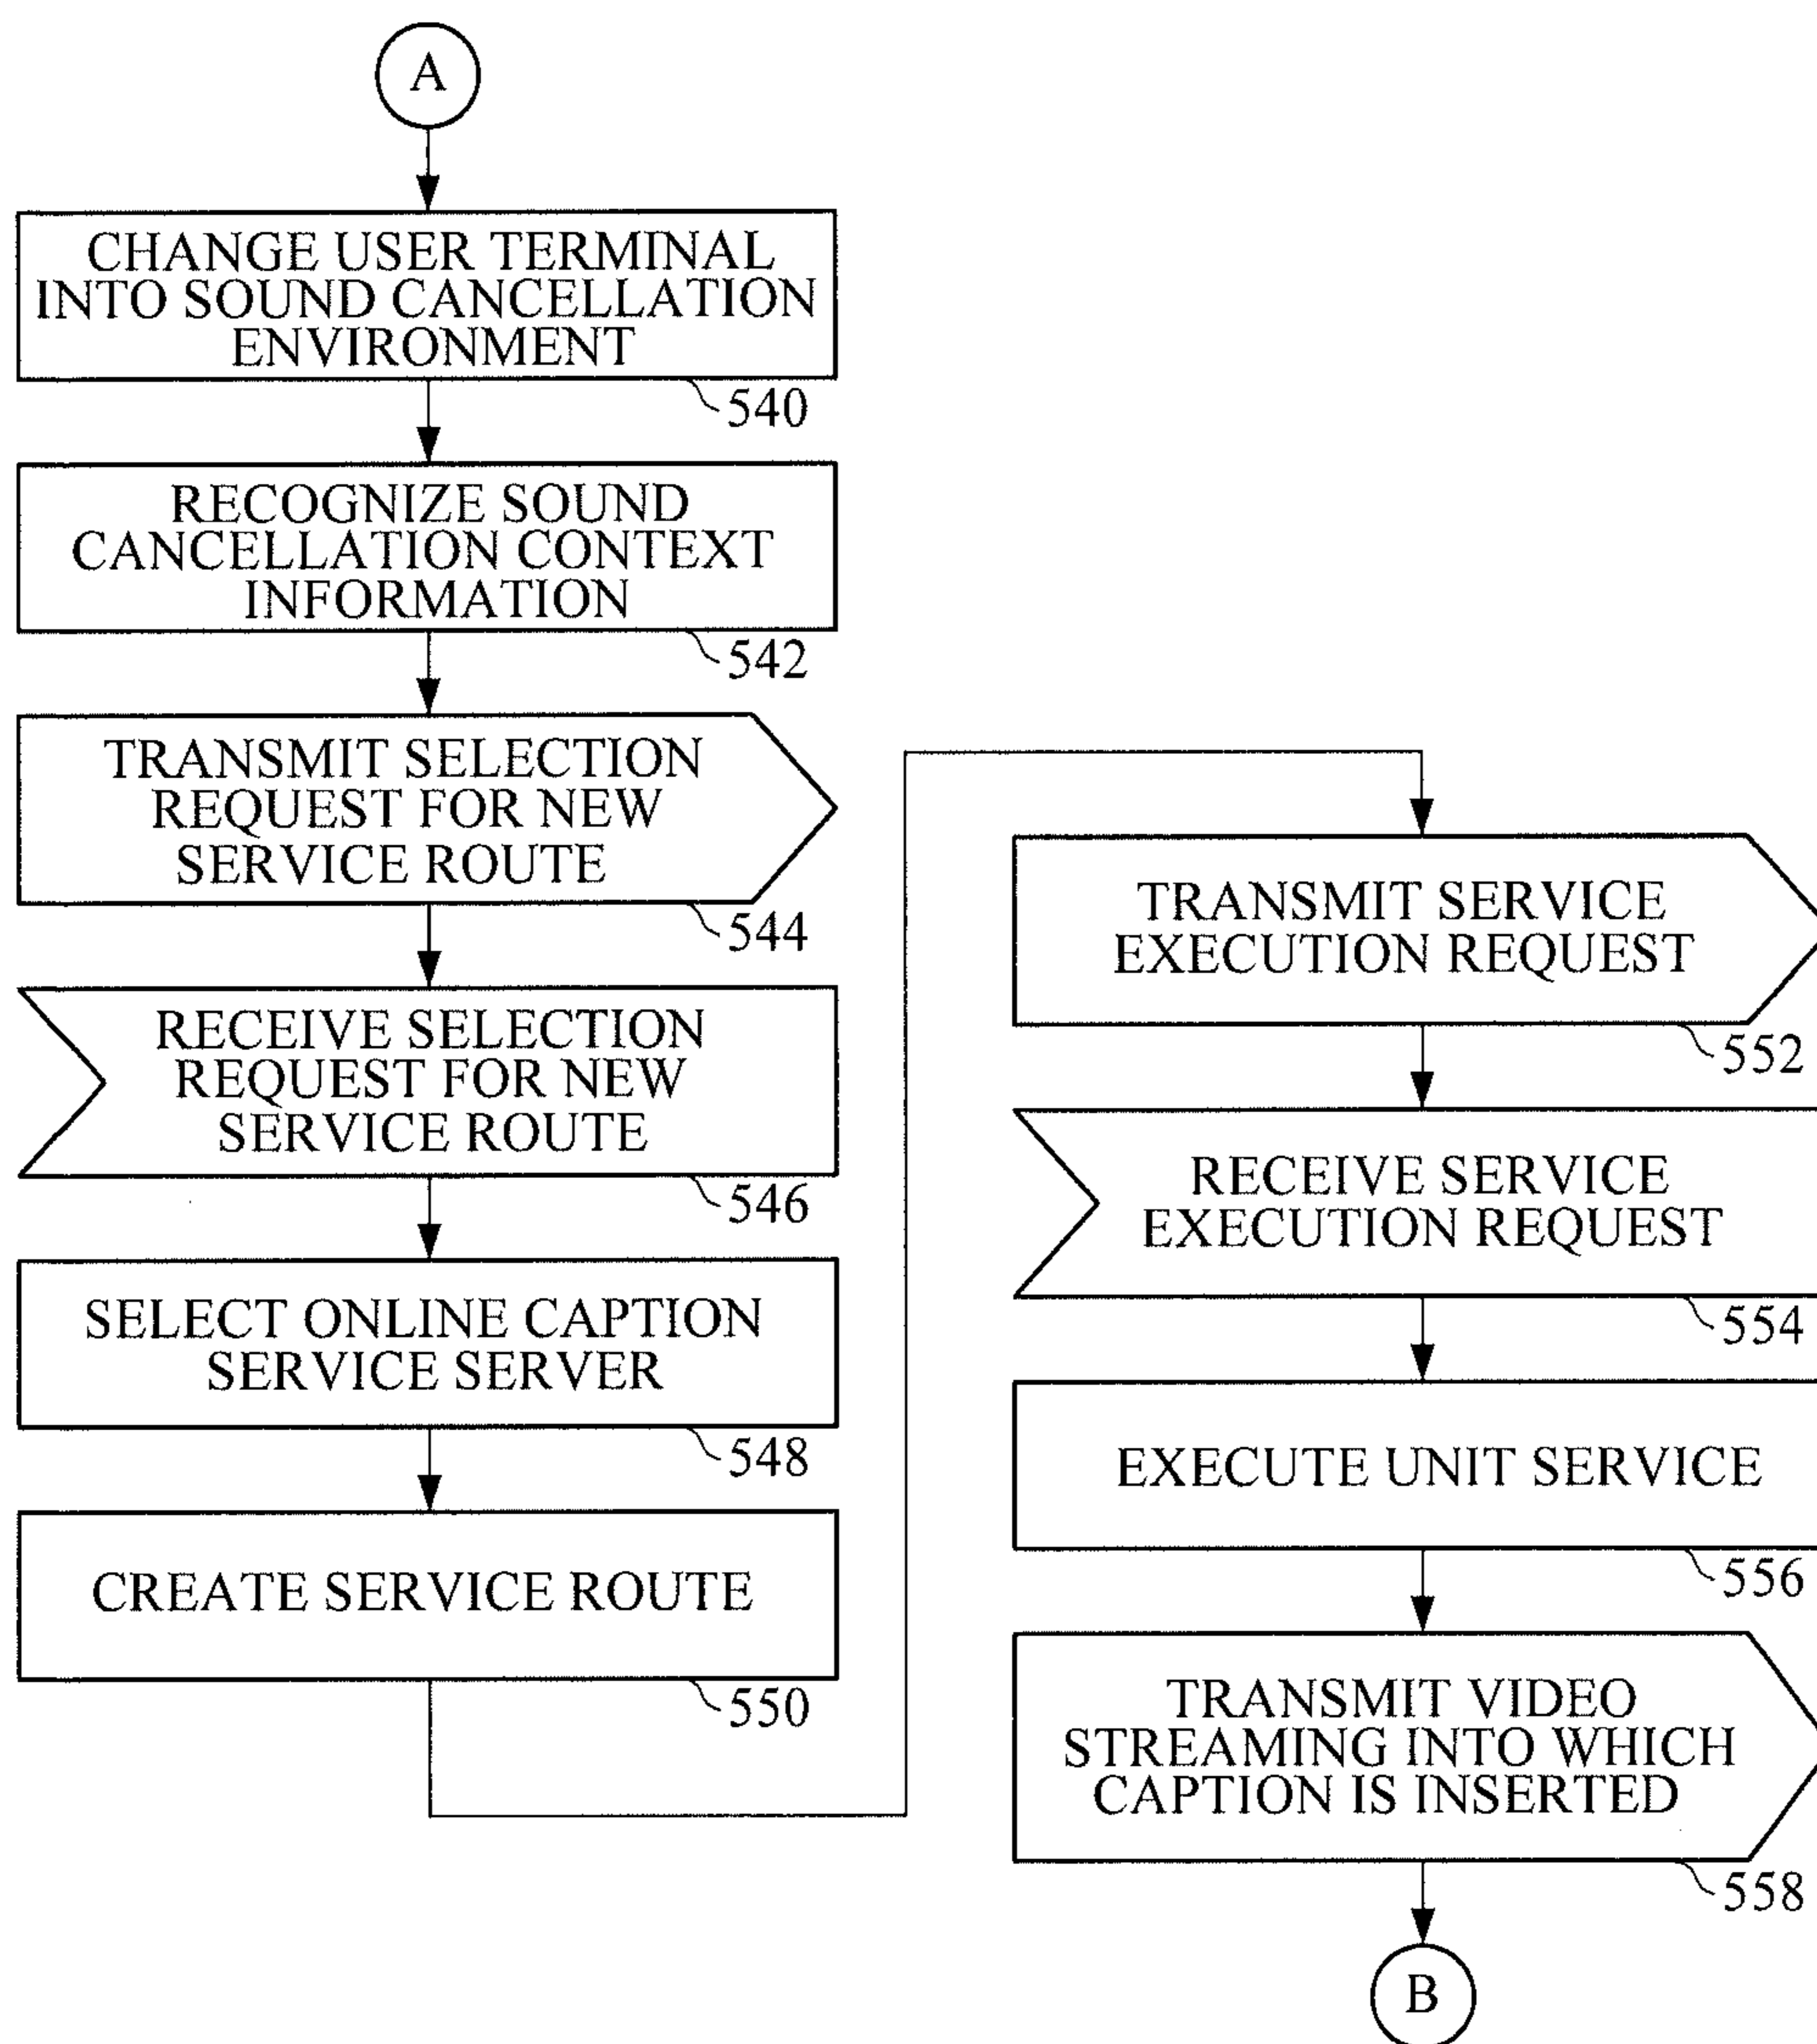 A
CHANGE USER TERMINAL
INTO SOUND CANCELLATION
ENVIRONMENT
540
RECOGNIZE SOUND
CANCELLATION CONTEXT
INFORMATION
542
TRANSMIT SELECTION
REQUEST FOR NEW
SERVICE ROUTE
544
RECEIVE SELECTION
REQUEST FOR NEW
SERVICE ROUTE
546
SELECT ONLINE CAPTION
SERVICE SERVER
548
CREATE SERVICE ROUTE
550
TRANSMIT SERVICE
EXECUTION REQUEST
552
RECEIVE SERVICE
EXECUTION REQUEST
554
EXECUTE UNIT SERVICE
556
TRANSMIT VIDEO
STREAMING INTO WHICH
CAPTION IS INSERTED
558
B